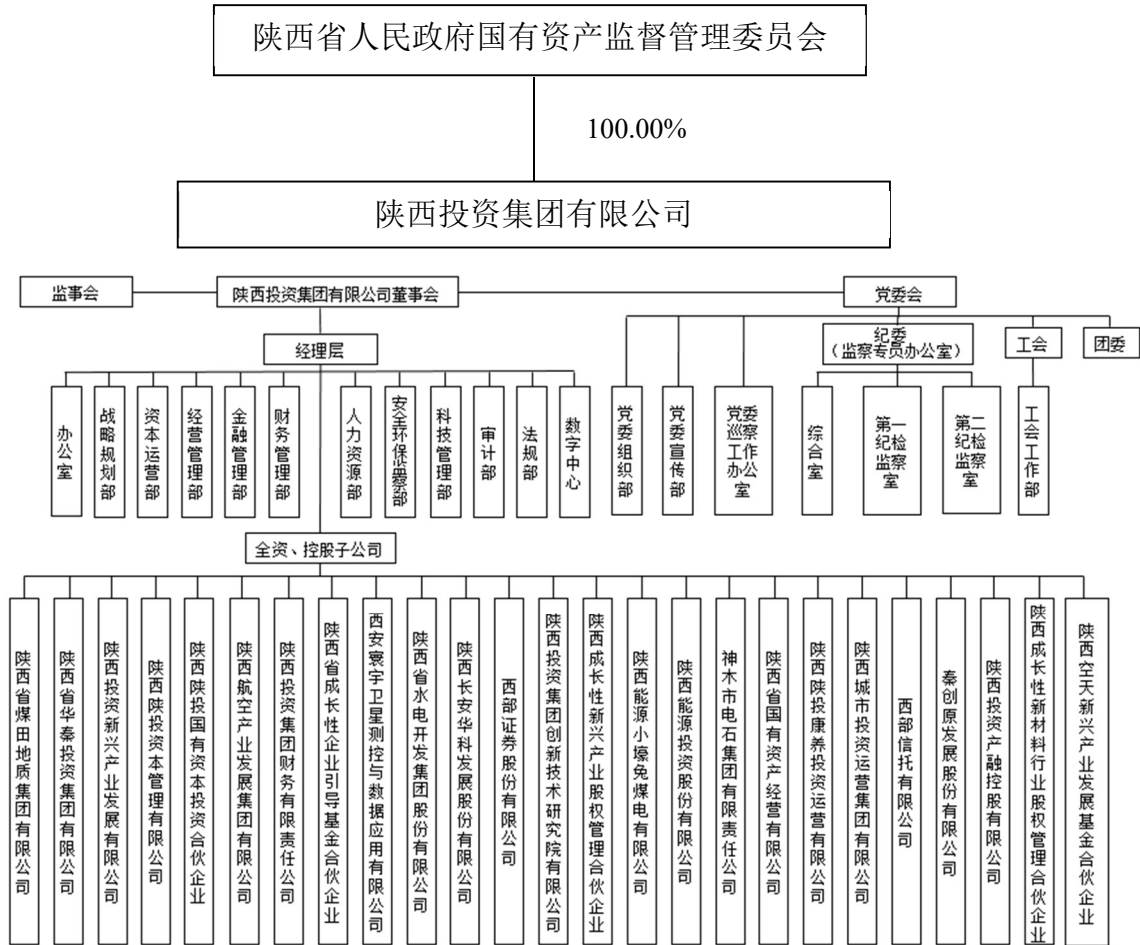 陕西省人民政府国有资产监督管理委员会
100.00%
陕西投资集团有限公司
监事会
陕西投资集团有限公司董事会
党委会
经理层
纪委
（监察专员办公室）
工会
团委
办公室
战略规划部
资本运营部
经营管理部
金融管理部
财务管理部
人力资源部
安全环保监察部
科技管理部
审计部
法规部
数字中心
党委组织部
党委宣传部
党委巡察工作办公室
综合室
第一纪检监察室
第二纪检监察室
工会工作部
全资、控股子公司
陕西省煤田地质集团有限公司
陕西省华秦投资集团有限公司
陕西投资新兴产业发展有限公司
陕西陕投资本管理有限公司
陕西陕投国有资本投资合伙企业
陕西航空产业发展集团有限公司
陕西投资集团财务有限责任公司
陕西省成长性企业引导基金合伙企业
西安寰宇卫星测控与数据应用有限公司
陕西省水电开发集团股份有限公司
陕西长安华科发展股份有限公司
西部证券股份有限公司
陕西投资集团创新技术研究院有限公司
陕西成长性新兴产业股权管理合伙企业
陕西能源小壕兔煤电有限公司
陕西能源投资股份有限公司
神木市电石集团有限责任公司
陕西省国有资产经营有限公司
陕西陕投康养投资运营有限公司
陕西城市投资运营集团有限公司
西部信托有限公司
秦创原发展股份有限公司
陕西投资产融控股有限公司
陕西成长性新材料行业股权管理合伙企业
陕西空天新兴产业发展基金合伙企业